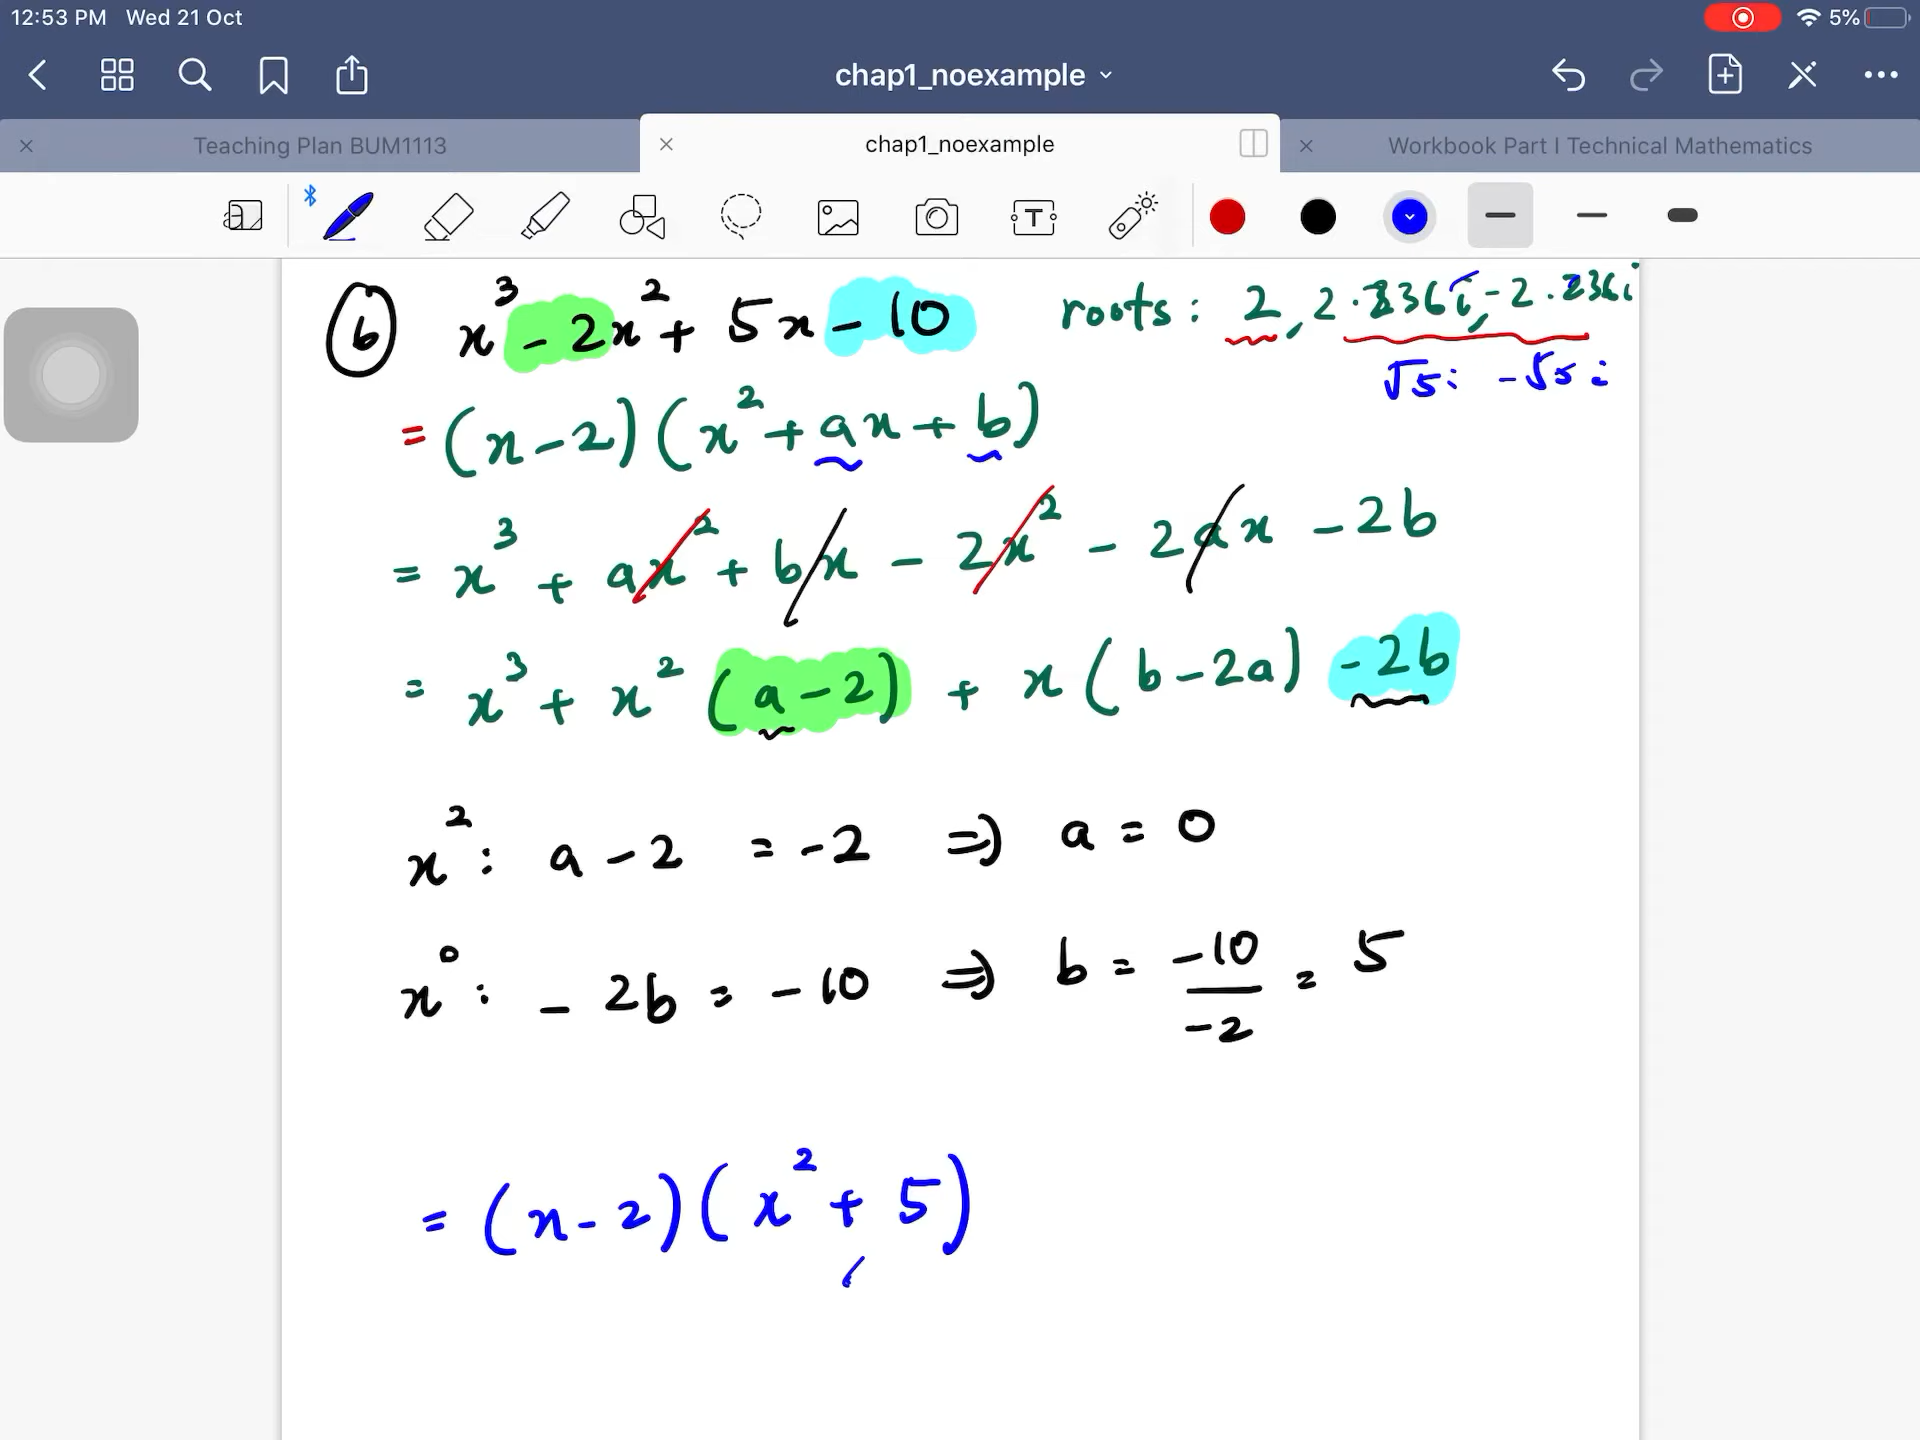 12:53 PM Wed 21 Oct 5%
chap1_noexample
Teaching Plan BUM1113 chap1_noexample Workbook Part I Technical Mathematics
T
(b) x³ - 2x² + 5x - 10 roots: 2, 2.236i, -2.236i
√5i -√5i
= (x-2)(x² + ax + b)
= x³ + ax² + bx - 2x² - 2ax - 2b
= x³ + x²(a-2) + x(b-2a) -2b
x²: a - 2 = -2 ⇒ a = 0
x⁰: - 2b = -10 ⇒ b = -10/-2 = 5
= (x-2)(x² + 5)